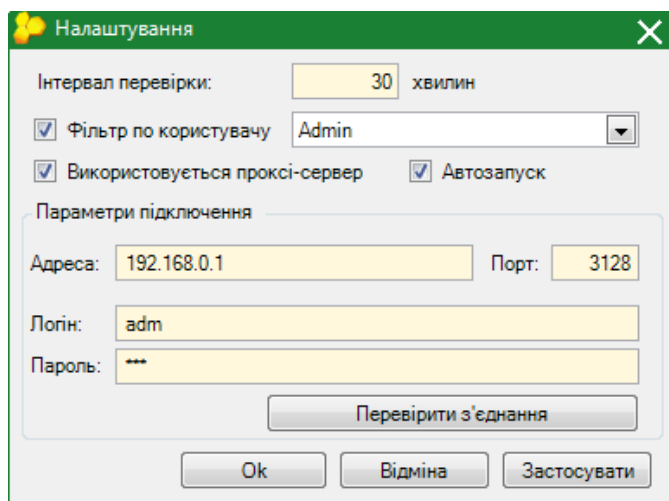 Налаштування
Інтервал перевірки: 30 хвилин
Фільтр по користувачу Admin
Використовується проксі-сервер Автозапуск
Параметри підключення
Адреса: 192.168.0.1 Порт: 3128
Логін: adm
Пароль: ***
Перевірити з'єднання
Ok Відміна Застосувати